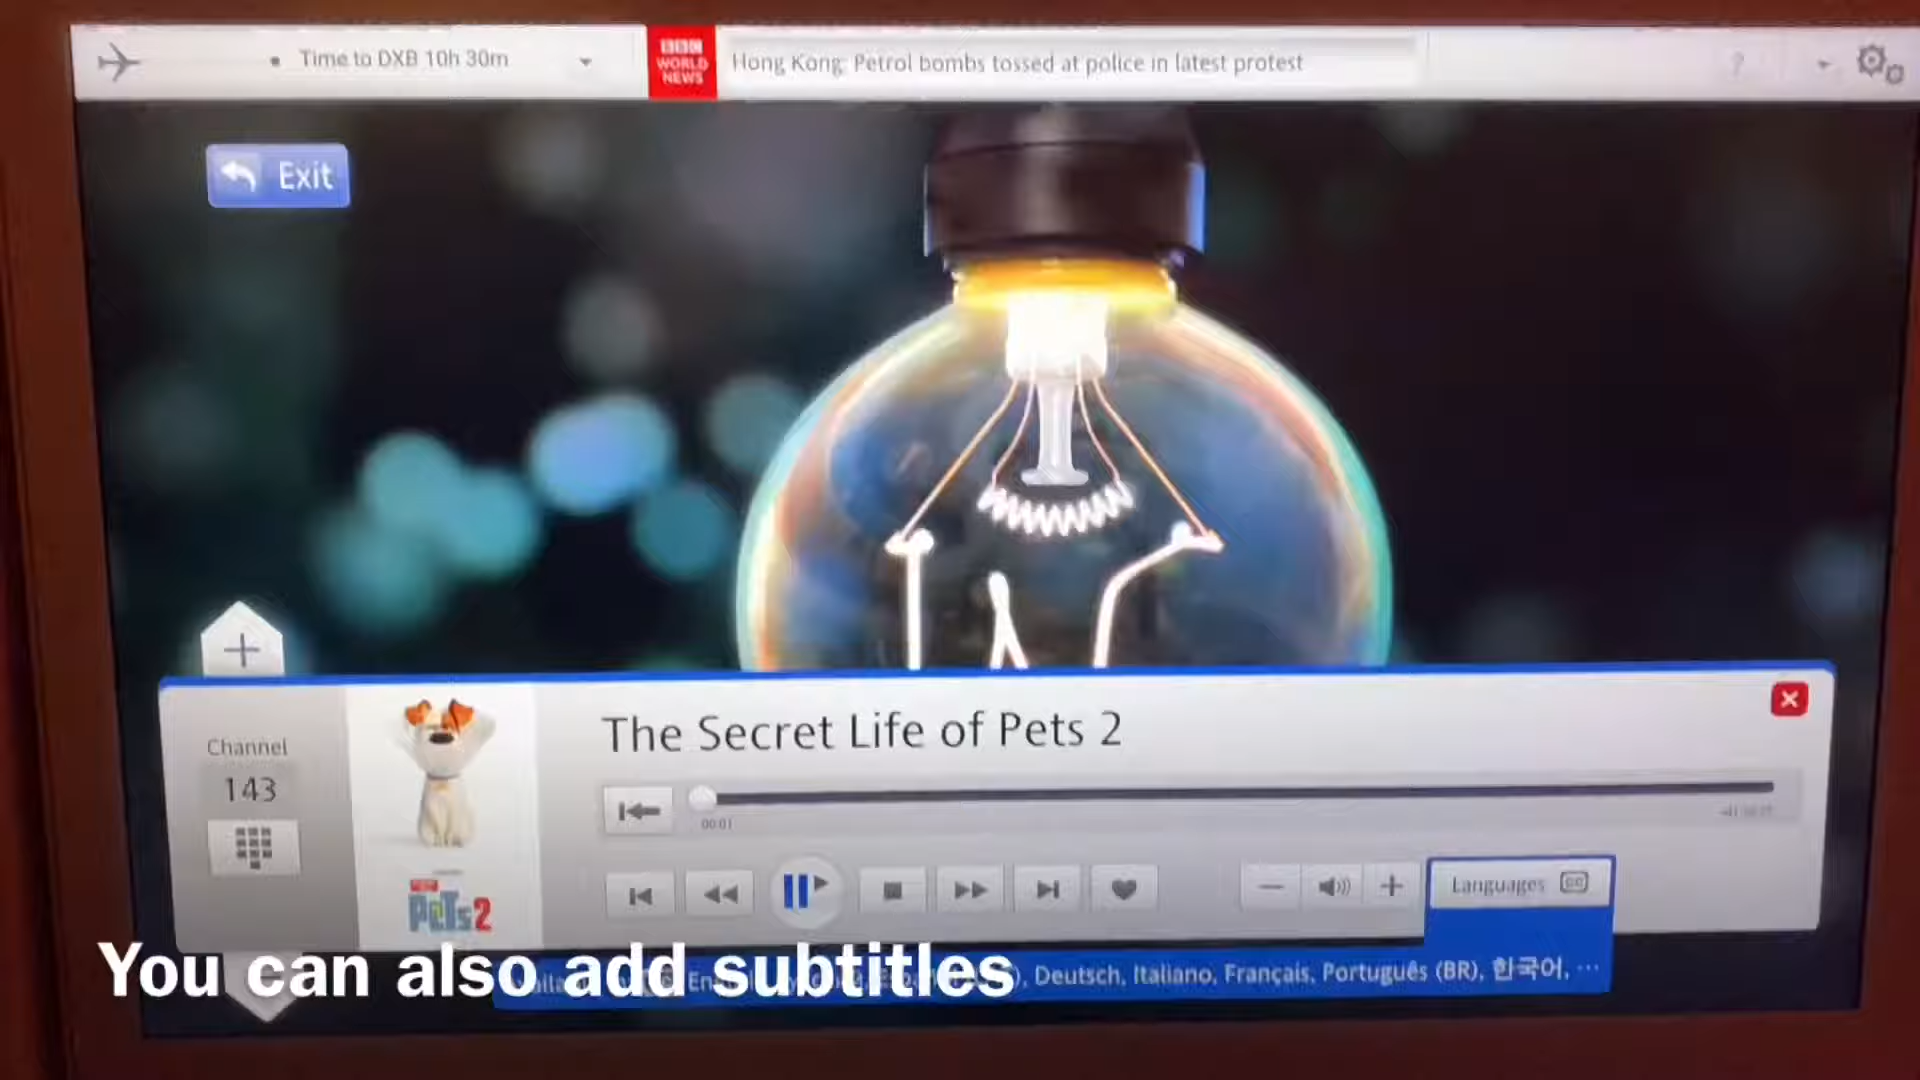 Time to DXB 10h 30m
BBC
WORLD
NEWS
Hong Kong: Petrol bombs tossed at police in latest protest
?
Exit
Channel
143
The Secret Life of Pets 2
00:01
PETS 2
Languages CC
You can also add subtitles
Deutsch, Italiano, Français, Português (BR), 한국어, ...